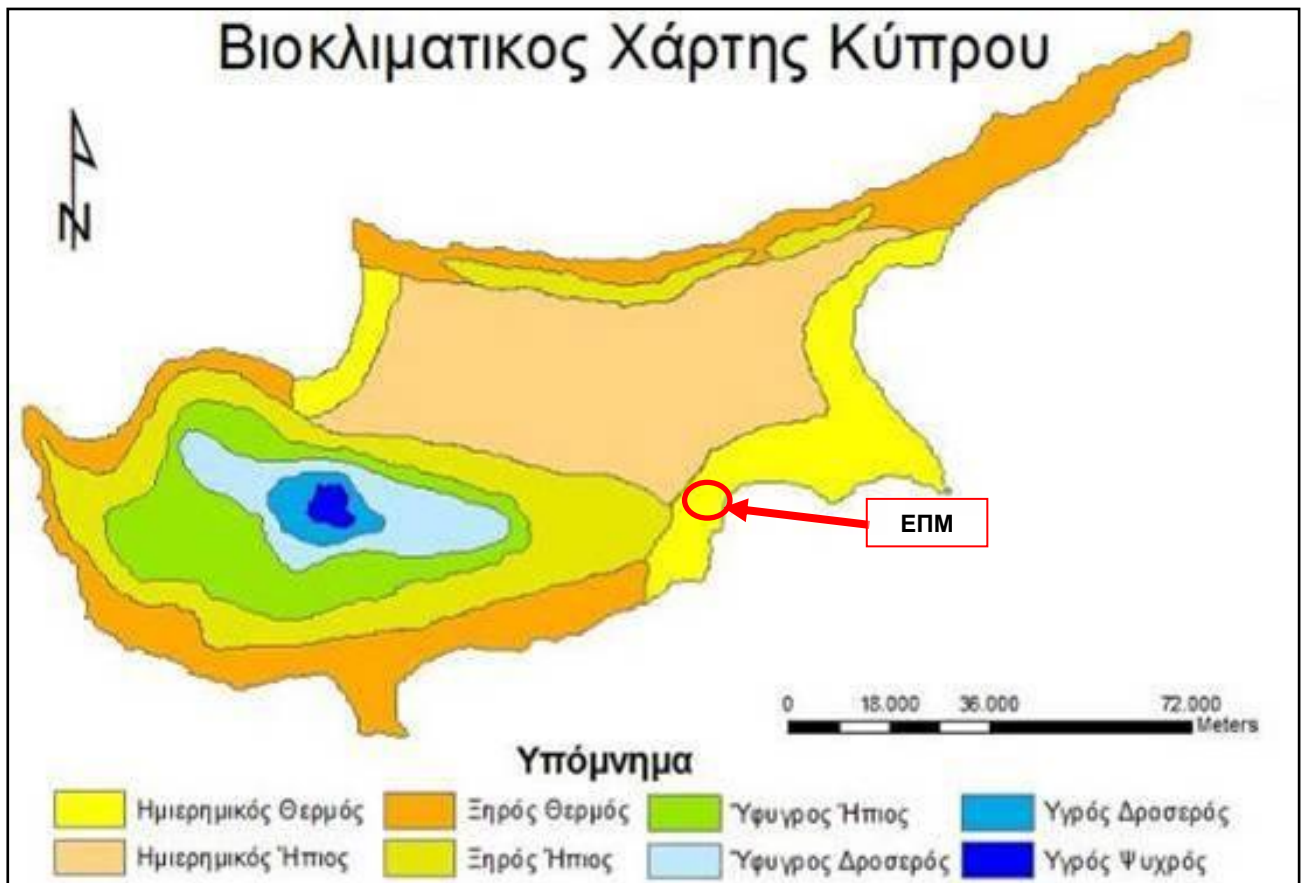 Βιοκλιματικος Χάρτης Κύπρου
N
ΕΠΜ
0 18.000 36.000 72.000
Meters
Υπόμνημα
Ημιερημικός Θερμός Ξηρός Θερμός Ύφυγρος Ήπιος Υγρός Δροσερός
Ημιερημικός Ήπιος Ξηρός Ήπιος Ύφυγρος Δροσερός Υγρός Ψυχρός